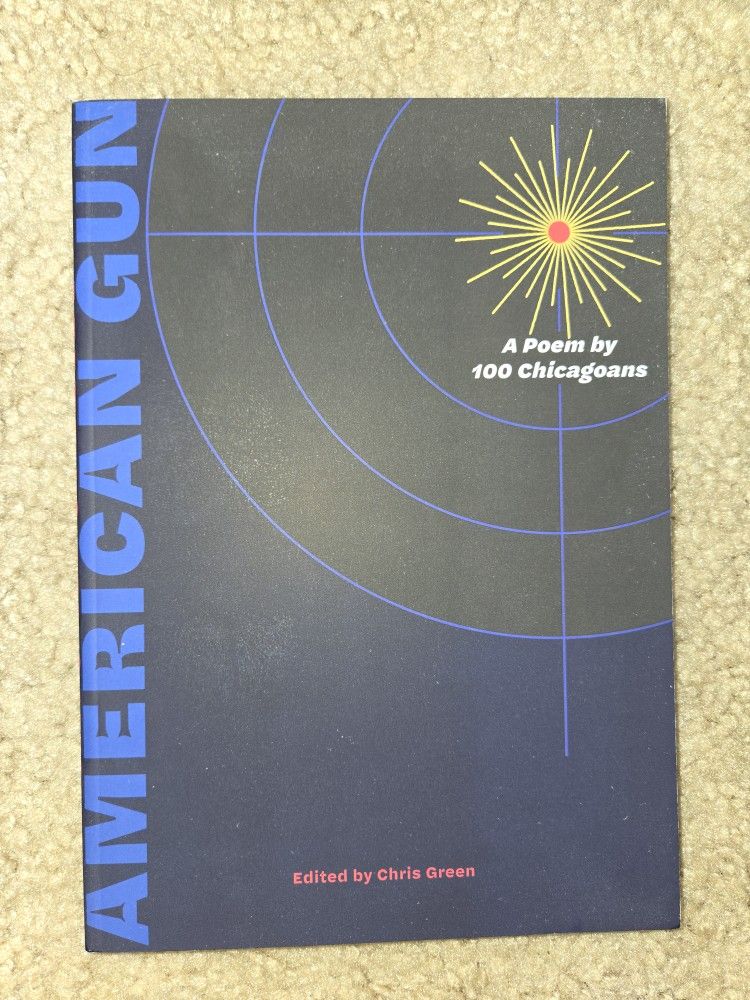 AMERICAN GUN
A Poem by
100 Chicagoans
Edited by Chris Green